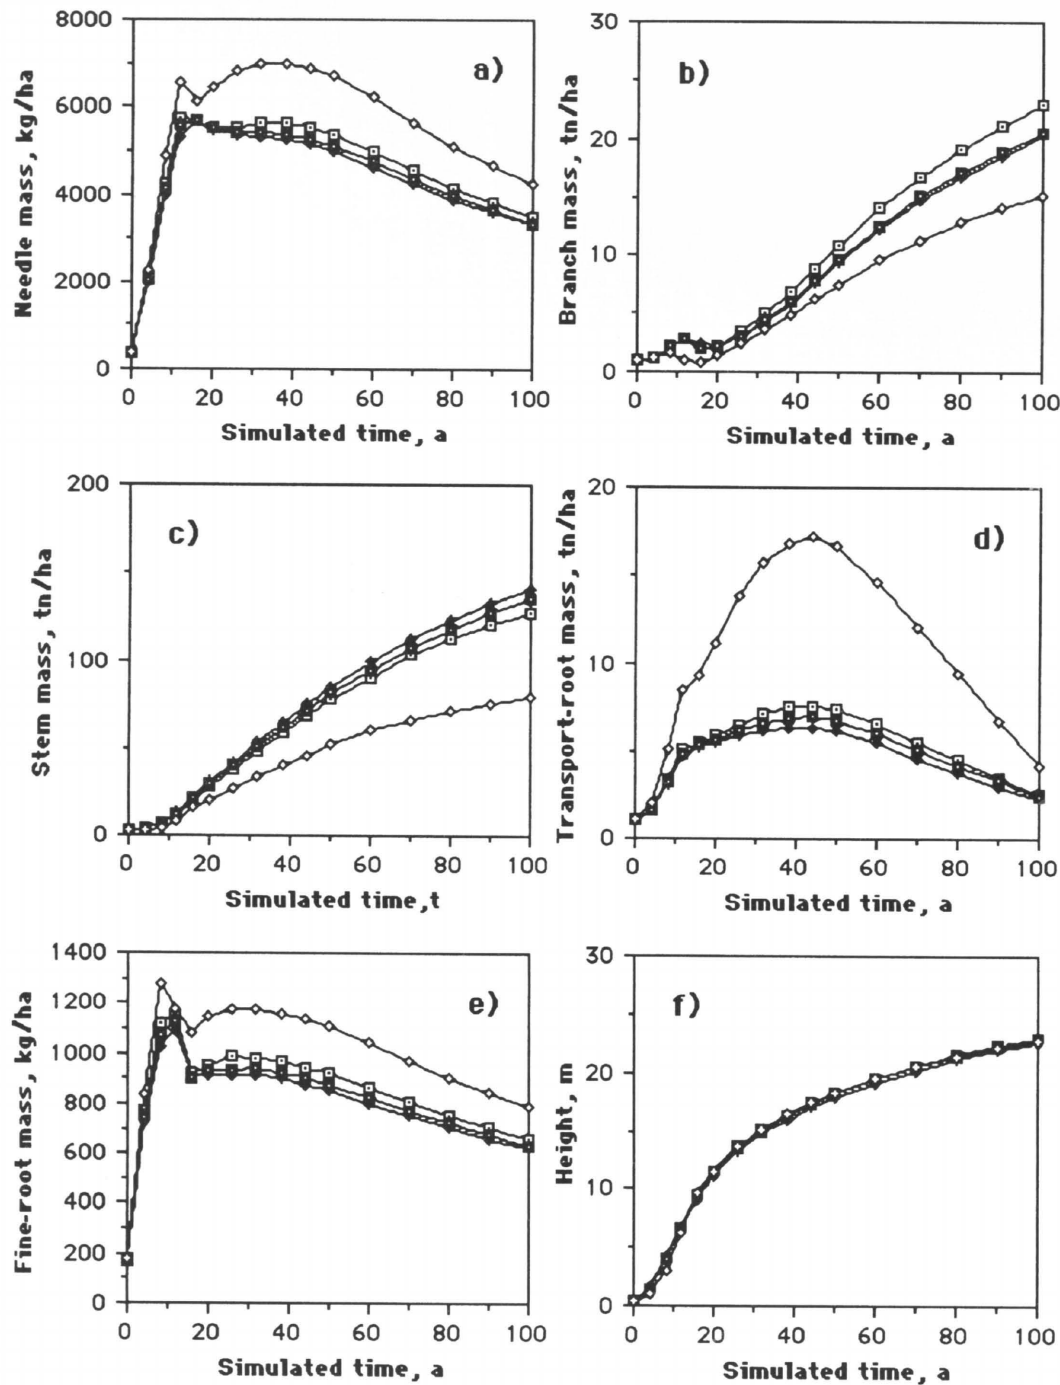 a)
Needle mass, kg/ha
8000
6000
4000
2000
0
0 20 40 60 80 100
Simulated time, a
b)
Branch mass, tn/ha
30
20
10
0
0 20 40 60 80 100
Simulated time, a
c)
Stem mass, tn/ha
200
100
0
0 20 40 60 80 100
Simulated time,t
d)
Transport-root mass, tn/ha
20
10
0
0 20 40 60 80 100
Simulated time, a
e)
Fine-root mass, kg/ha
1400
1200
1000
800
600
400
200
0
0 20 40 60 80 100
Simulated time, a
f)
Height, m
30
20
10
0
0 20 40 60 80 100
Simulated time, a